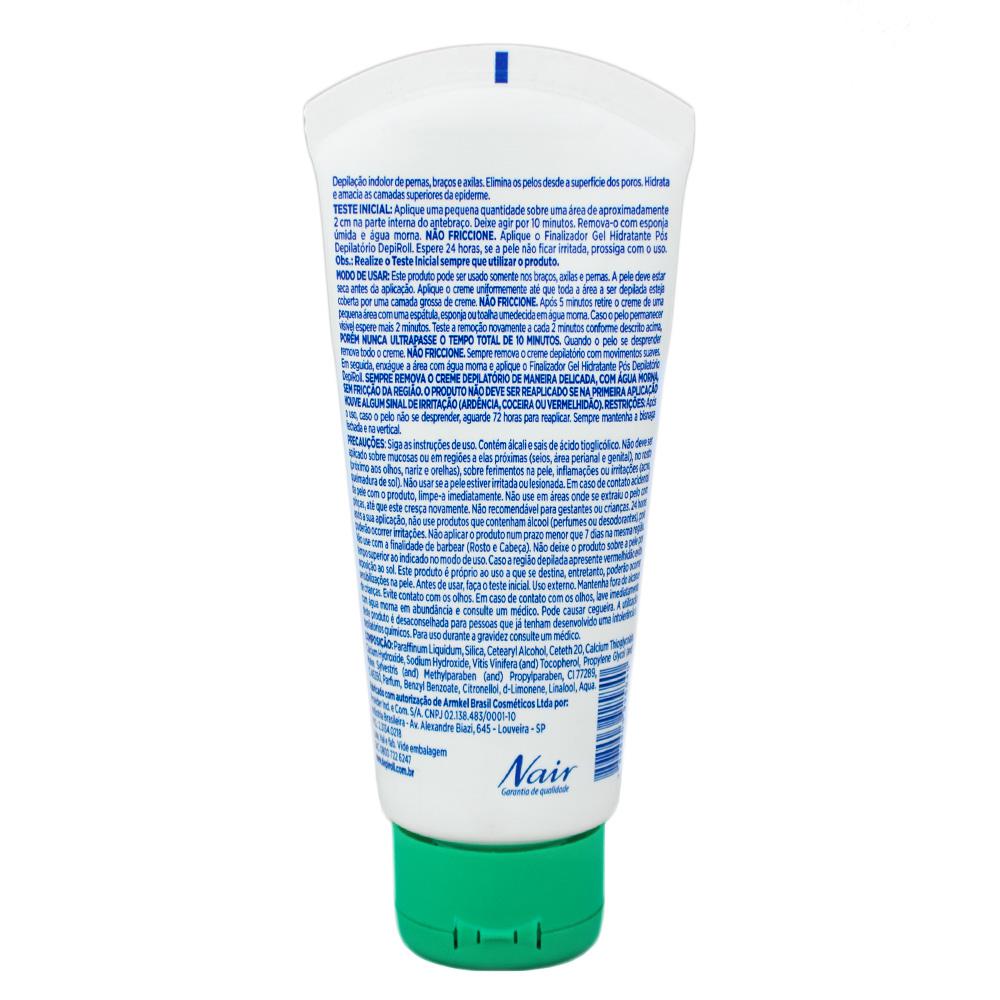 Depilação indolor de pernas, braços e axilas. Elimina os pelos desde a superfície dos poros. Hidrata
e amacia as camadas superiores da epiderme.
TESTE INICIAL: Aplique uma pequena quantidade sobre uma área de aproximadamente
2 cm na parte interna do antebraço. Deixe agir por 10 minutos. Remova-o com esponja
úmida e água morna. NÃO FRICCIONE. Aplique o Finalizador Gel Hidratante Pós
Depilatório DepiRoll. Espere 24 horas, se a pele não ficar irritada, prossiga com o uso.
Obs.: Realize o Teste Inicial sempre que utilizar o produto.
MODO DE USAR: Este produto pode ser usado somente nos braços, axilas e pernas. A pele deve estar
seca antes da aplicação. Aplique o creme uniformemente até que toda a área a ser depilada esteja
coberta por uma camada grossa de creme. NÃO FRICCIONE. Após 5 minutos retire o creme de uma
pequena área com uma espátula, esponja ou toalha umedecida em água morna. Caso o pelo permanecer
visível espere mais 2 minutos. Teste a remoção novamente a cada 2 minutos conforme descrito acima,
PORÉM NUNCA ULTRAPASSE O TEMPO TOTAL DE 10 MINUTOS. Quando o pelo se desprender
remova todo o creme. NÃO FRICCIONE. Sempre remova o creme depilatório com movimentos suaves.
Em seguida, enxágue a área com água morna e aplique o Finalizador Gel Hidratante Pós Depilatório
DepiRoll. SEMPRE REMOVA O CREME DEPILATÓRIO DE MANEIRA DELICADA, COM ÁGUA MORNA,
SEM FRICÇÃO DA REGIÃO. O PRODUTO NÃO DEVE SER REAPLICADO SE NA PRIMEIRA APLICAÇÃO
HOUVE ALGUM SINAL DE IRRITAÇÃO (ARDÊNCIA, COCEIRA OU VERMELHIDÃO). RESTRIÇÕES: Após
o uso, caso o pelo não se desprender, aguarde 72 horas para reaplicar. Sempre mantenha a bisnaga
fechada e na vertical.
PRECAUÇÕES: Siga as instruções de uso. Contém álcali e sais de ácido tioglicólico. Não deve ser
aplicado sobre mucosas ou em regiões a elas próximas (seios, área perianal e genital), no rosto
(próximo aos olhos, nariz e orelhas), sobre ferimentos na pele, inflamações ou irritações (acne,
queimadura de sol). Não usar se a pele estiver irritada ou lesionada. Em caso de contato acidental
da pele com o produto, limpe-a imediatamente. Não use em áreas onde se extraiu o pelo com
pinças, até que este cresça novamente. Não recomendável para gestantes ou crianças. 24 horas
após a sua aplicação, não use produtos que contenham álcool (perfumes ou desodorantes), pois
poderão ocorrer irritações. Não aplicar o produto num prazo menor que 7 dias na mesma região.
Não use com a finalidade de barbear (Rosto e Cabeça). Não deixe o produto sobre a pele por
tempo superior ao indicado no modo de uso. Caso a região depilada apresente vermelhidão evite
exposição ao sol. Este produto é próprio ao uso a que se destina, entretanto, poderão ocorrer
sensibilizações na pele. Antes de usar, faça o teste inicial. Uso externo. Mantenha fora do alcance
de crianças. Evite contato com os olhos. Em caso de contato com os olhos, lave imediatamente
com água morna em abundância e consulte um médico. Pode causar cegueira. A utilização
deste produto é desaconselhada para pessoas que já tenham desenvolvido uma intolerância
químicos. Para uso durante a gravidez consulte um médico.
COMPOSIÇÃO: Paraffinum Liquidum, Silica, Cetearyl Alcohol, Ceteth 20, Calcium Thioglycolate,
Calcium Hydroxide, Sodium Hydroxide, Vitis Vinifera (and) Tocopherol, Propylene Glycol
Sylvestris (and) Methylparaben (and) Propylparaben, CI 77289,
Parfum, Benzyl Benzoate, Citronellol, d-Limonene, Linalool, Aqua.
Fabricado com autorização de Armkel Brasil Cosméticos Ltda por:
Ind. e Com. S/A. CNPJ 02.138.483/0001-10
Indústria Brasileira - Av. Alexandre Biazi, 645 - Louveira - SP
Val e Fab. Vide embalagem
0800 722 6247
www.depiroll.com.br
Nair
Garantia de qualidade